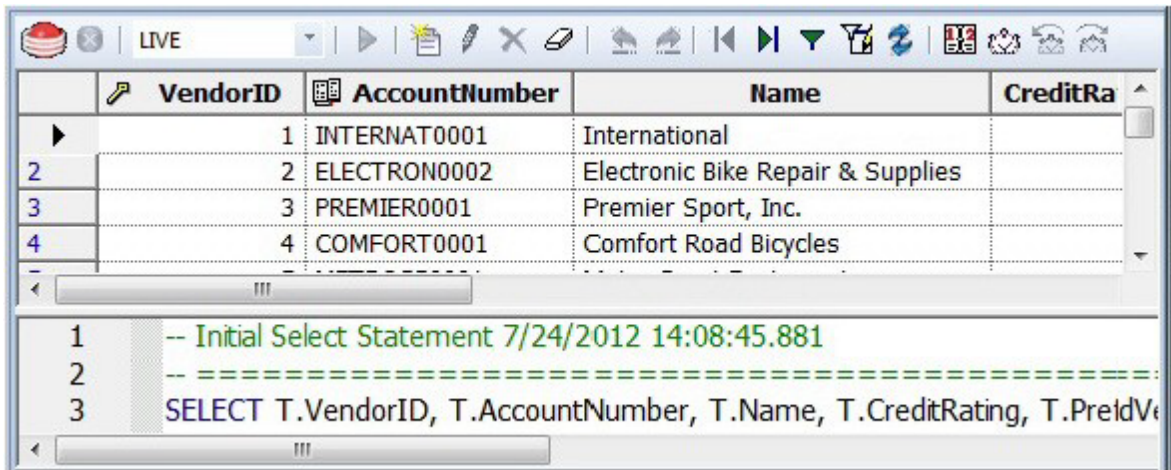 LIVE
VendorID AccountNumber Name CreditRa
1 INTERNAT0001 International
2 2 ELECTRON0002 Electronic Bike Repair & Supplies
3 3 PREMIER0001 Premier Sport, Inc.
4 4 COMFORT0001 Comfort Road Bicycles
1 -- Initial Select Statement 7/24/2012 14:08:45.881
2 -- ==============================================
3 SELECT T.VendorID, T.AccountNumber, T.Name, T.CreditRating,